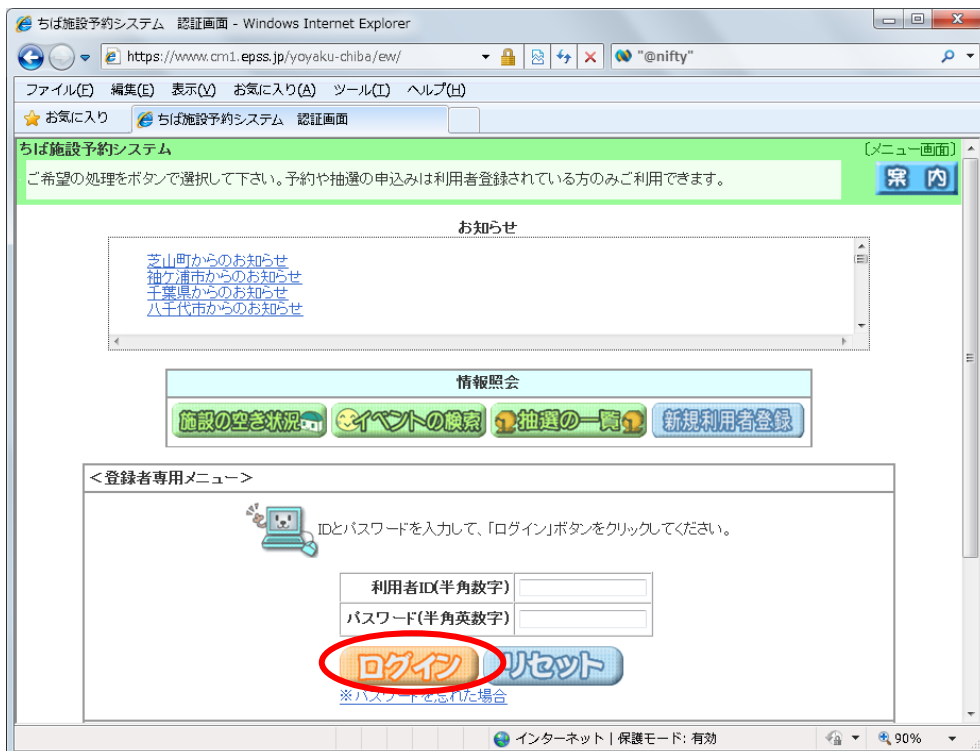 ちば施設予約システム 認証画面 - Windows Internet Explorer
https://www.cm1.epss.jp/yoyaku-chiba/ew/
"@nifty"
ファイル(F) 編集(E) 表示(V) お気に入り(A) ツール(T) ヘルプ(H)
お気に入り
ちば施設予約システム 認証画面
ちば施設予約システム
〔メニュー画面〕
ご希望の処理をボタンで選択して下さい。予約や抽選の申込みは利用者登録されている方のみご利用できます。
案内
お知らせ
芝山町からのお知らせ
袖ケ浦市からのお知らせ
千葉県からのお知らせ
八千代市からのお知らせ
情報照会
施設の空き状況 イベントの検索 抽選の一覧 新規利用者登録
＜登録者専用メニュー＞
IDとパスワードを入力して、「ログイン」ボタンをクリックしてください。
利用者ID(半角数字)
パスワード(半角英数字)
ログイン リセット
※パスワードを忘れた場合
インターネット | 保護モード: 有効
90%